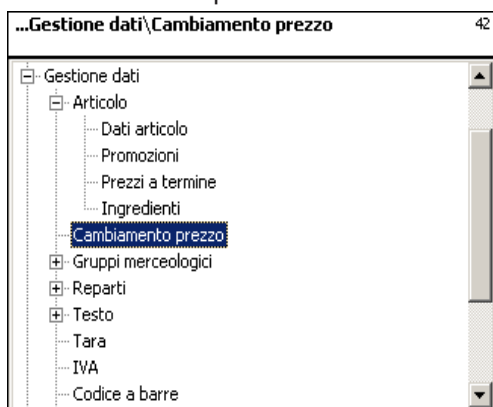 ...Gestione dati\Cambiamento prezzo 42
Gestione dati
Articolo
Dati articolo
Promozioni
Prezzi a termine
Ingredienti
Cambiamento prezzo
Gruppi merceologici
Reparti
Testo
Tara
IVA
Codice a barre